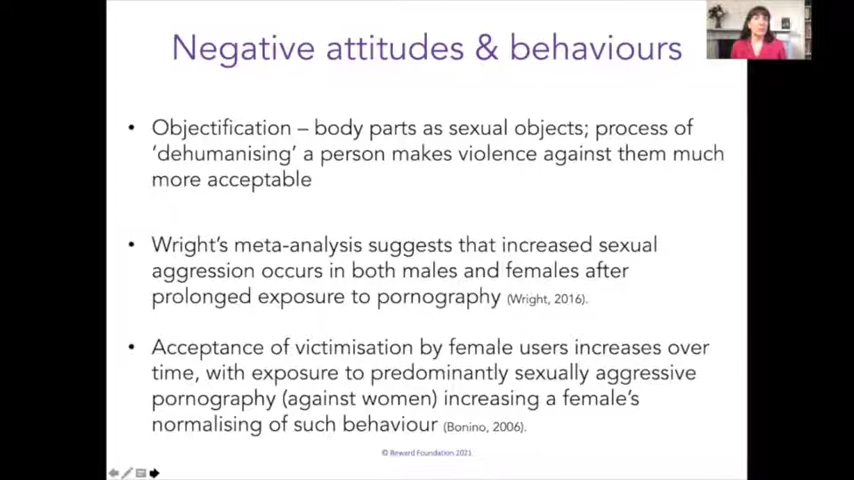 Negative attitudes & behaviours
• Objectification – body parts as sexual objects; process of
'dehumanising' a person makes violence against them much
more acceptable
• Wright's meta-analysis suggests that increased sexual
aggression occurs in both males and females after
prolonged exposure to pornography (Wright, 2016).
• Acceptance of victimisation by female users increases over
time, with exposure to predominantly sexually aggressive
pornography (against women) increasing a female's
normalising of such behaviour (Bonino, 2006).
© Reward Foundation 2021